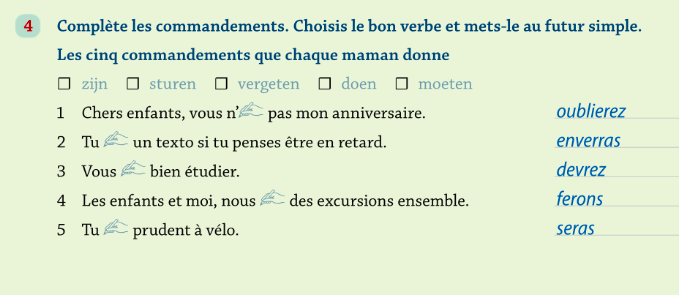 4 Complète les commandements. Choisis le bon verbe et mets-le au futur simple.
Les cinq commandements que chaque maman donne
☐ zijn ☐ sturen ☐ vergeten ☐ doen ☐ moeten
1 Chers enfants, vous n’ pas mon anniversaire. oublierez
2 Tu un texto si tu penses être en retard. enverras
3 Vous bien étudier. devrez
4 Les enfants et moi, nous des excursions ensemble. ferons
5 Tu prudent à vélo. seras